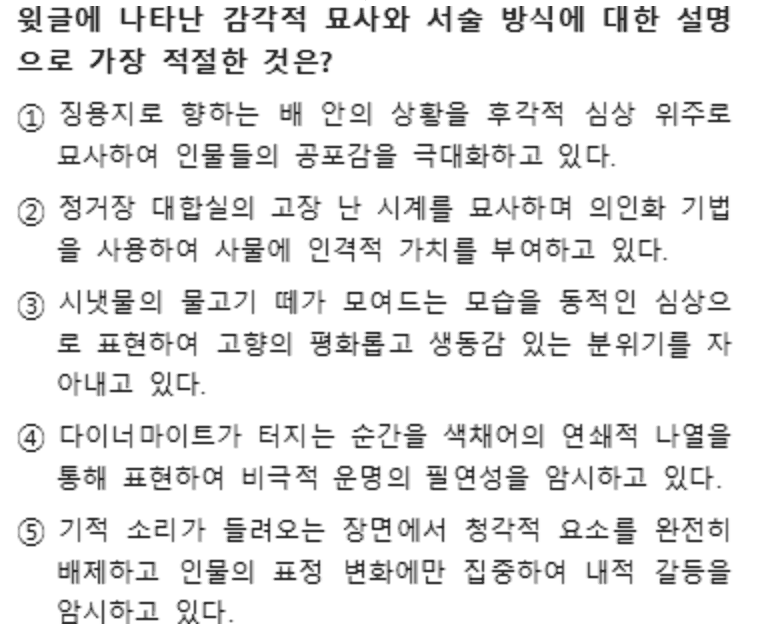 윗글에 나타난 감각적 묘사와 서술 방식에 대한 설명
으로 가장 적절한 것은?
① 징용지로 향하는 배 안의 상황을 후각적 심상 위주로
묘사하여 인물들의 공포감을 극대화하고 있다.
② 정거장 대합실의 고장 난 시계를 묘사하며 의인화 기법
을 사용하여 사물에 인격적 가치를 부여하고 있다.
③ 시냇물의 물고기 떼가 모여드는 모습을 동적인 심상으
로 표현하여 고향의 평화롭고 생동감 있는 분위기를 자
아내고 있다.
④ 다이너마이트가 터지는 순간을 색채어의 연쇄적 나열을
통해 표현하여 비극적 운명의 필연성을 암시하고 있다.
⑤ 기적 소리가 들려오는 장면에서 청각적 요소를 완전히
배제하고 인물의 표정 변화에만 집중하여 내적 갈등을
암시하고 있다.